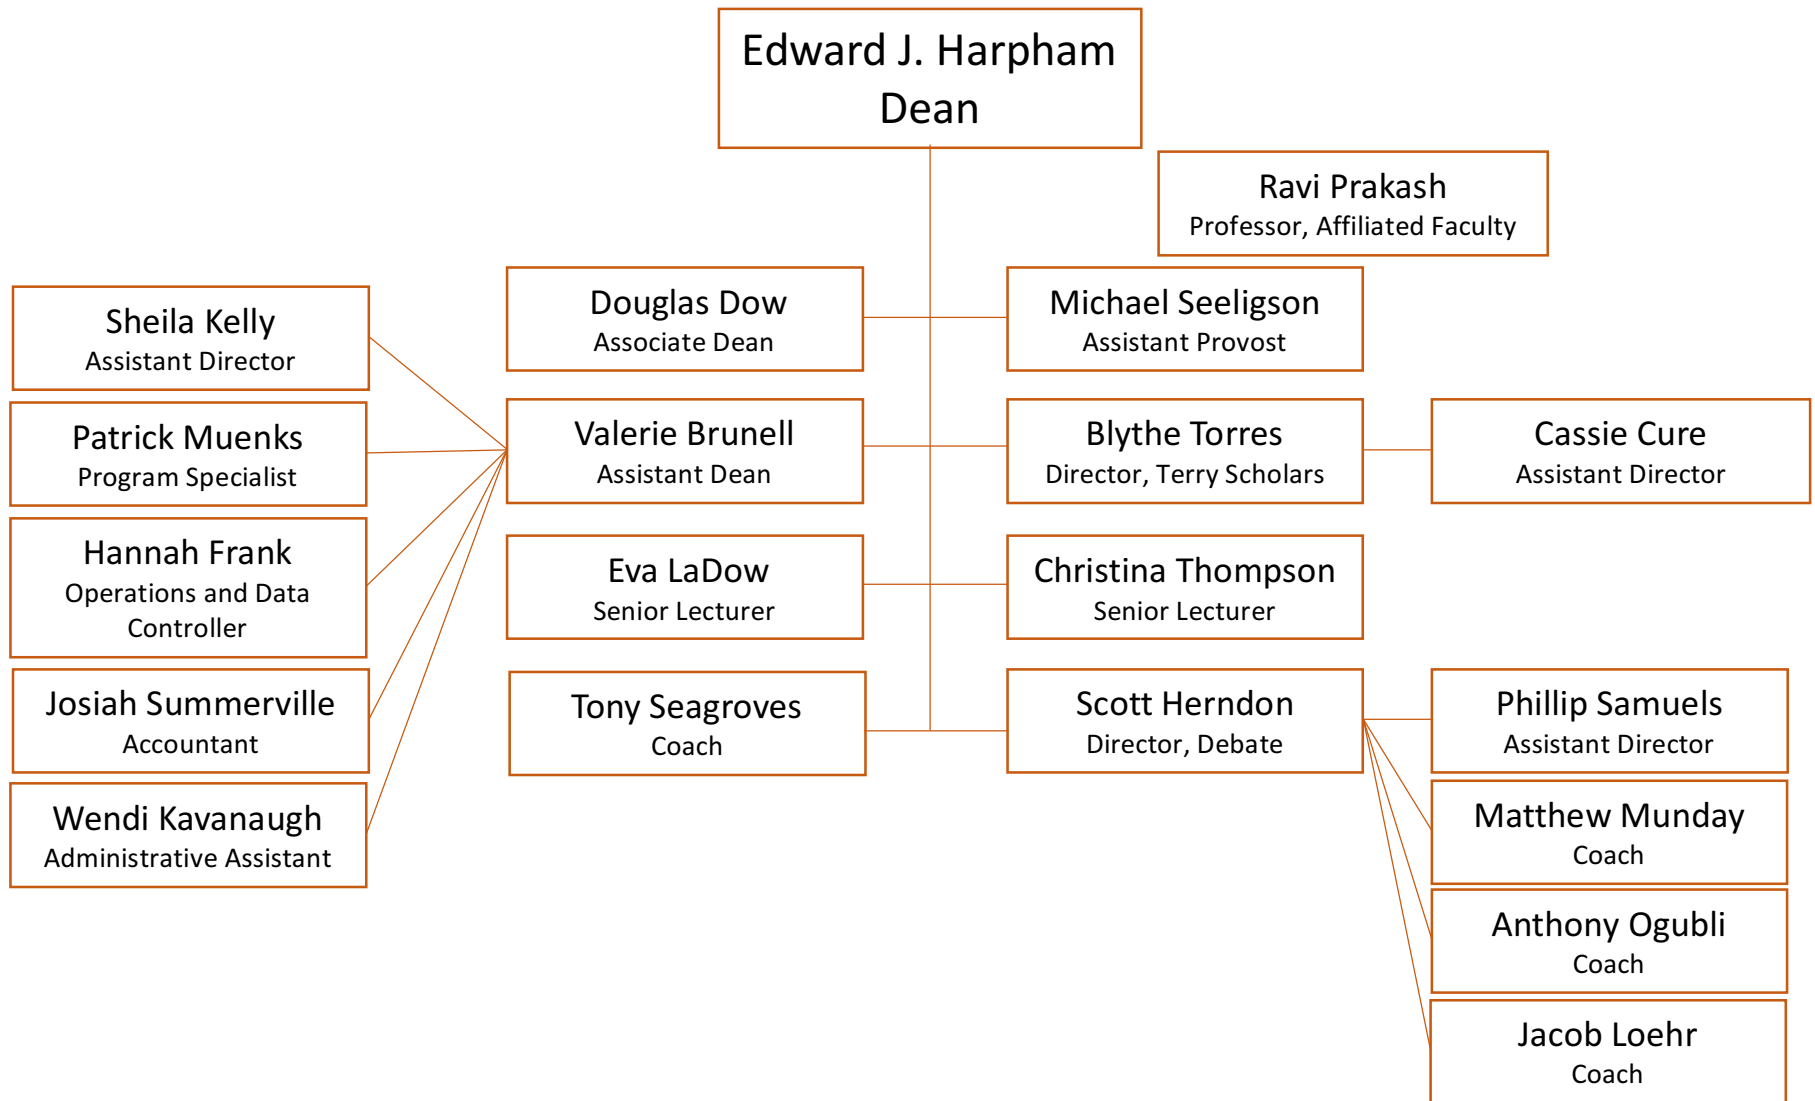 Edward J. Harpham
Dean
Ravi Prakash
Professor, Affiliated Faculty
Sheila Kelly
Assistant Director
Douglas Dow
Associate Dean
Michael Seeligson
Assistant Provost
Patrick Muenks
Program Specialist
Valerie Brunell
Assistant Dean
Blythe Torres
Director, Terry Scholars
Cassie Cure
Assistant Director
Hannah Frank
Operations and Data
Controller
Eva LaDow
Senior Lecturer
Christina Thompson
Senior Lecturer
Josiah Summerville
Accountant
Tony Seagroves
Coach
Scott Herndon
Director, Debate
Phillip Samuels
Assistant Director
Wendi Kavanaugh
Administrative Assistant
Matthew Munday
Coach
Anthony Ogubli
Coach
Jacob Loehr
Coach